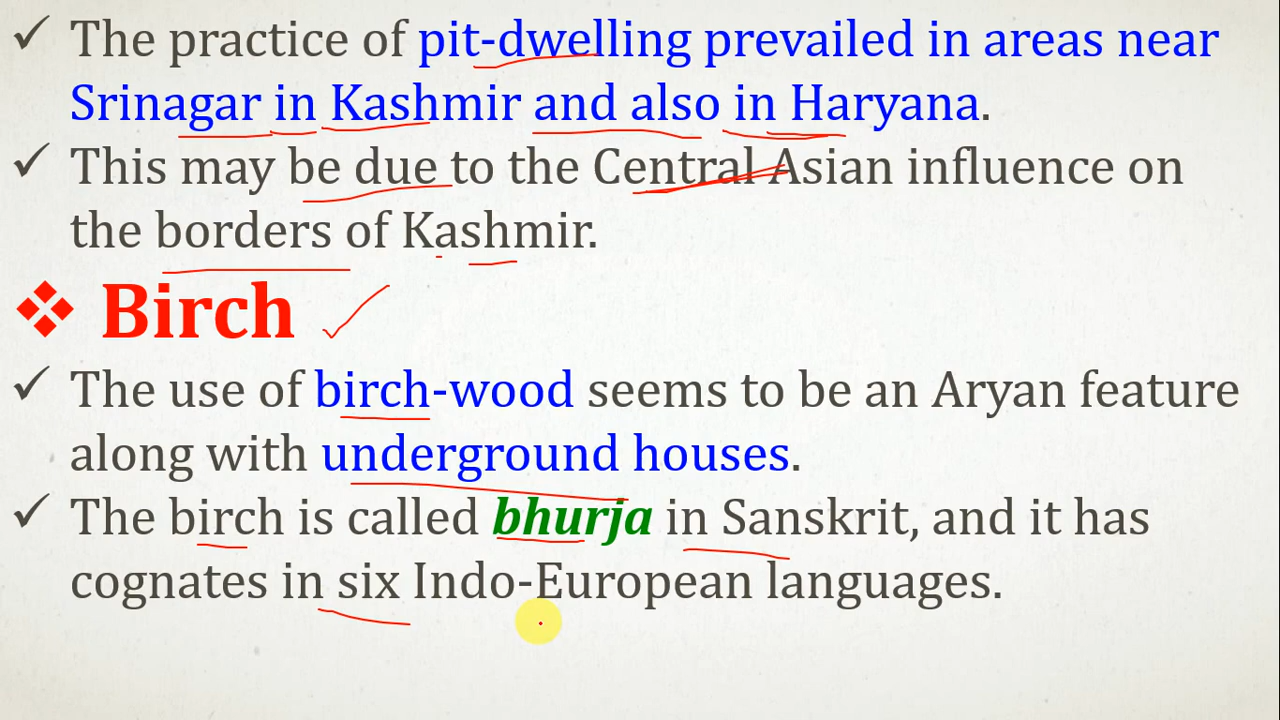 ✓ The practice of pit-dwelling prevailed in areas near
Srinagar in Kashmir and also in Haryana.
✓ This may be due to the Central Asian influence on
the borders of Kashmir.
❖ Birch
✓ The use of birch-wood seems to be an Aryan feature
along with underground houses.
✓ The birch is called bhurja in Sanskrit, and it has
cognates in six Indo-European languages.